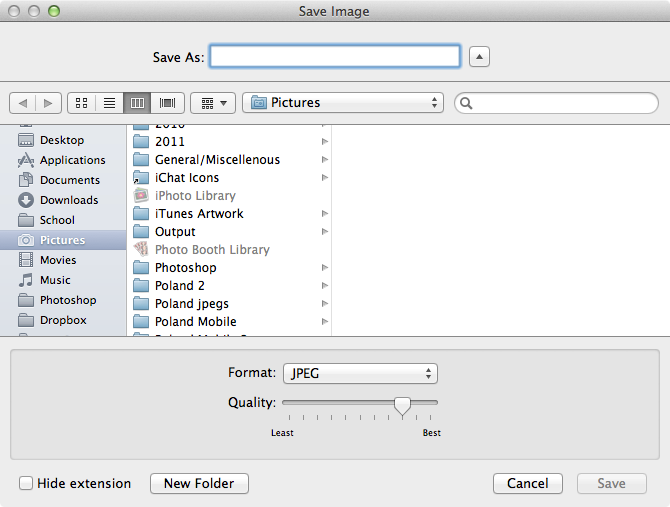 Save Image
Save As:
Pictures
Desktop
Applications
Documents
Downloads
School
Pictures
Movies
Music
Photoshop
Dropbox
2010
2011
General/Miscellenous
iChat Icons
iPhoto Library
iTunes Artwork
Output
Photo Booth Library
Photoshop
Poland 2
Poland jpegs
Poland Mobile
Format: JPEG
Quality:
Least Best
Hide extension New Folder Cancel Save